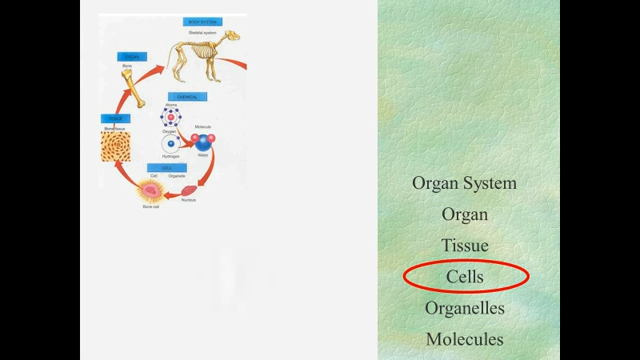 BODY SYSTEM
Skeletal system
ORGAN
Bone
CHEMICAL
Atoms
Oxygen
Molecule
Hydrogen
Water
TISSUE
Bone tissue
CELL
Cell
Organelle
Nucleus
Bone cell
Organ System
Organ
Tissue
Cells
Organelles
Molecules